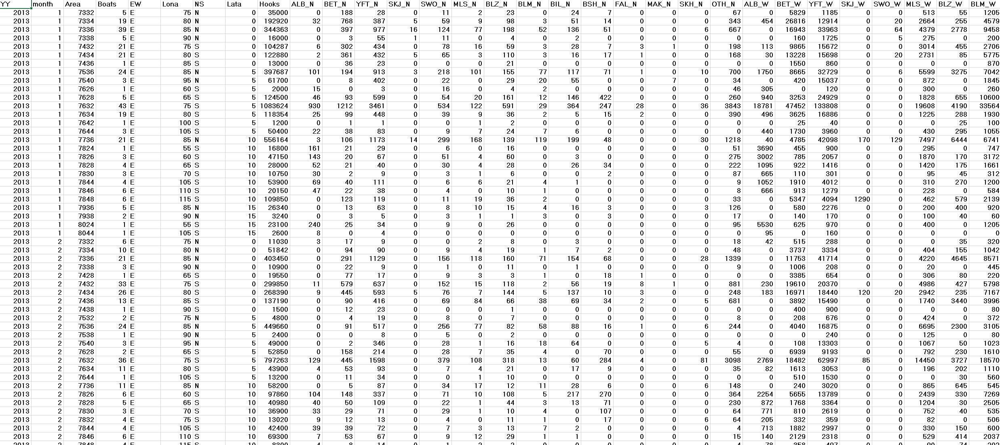 YY month Area Boats EW Lona NS Lata Hooks ALB_N BET_N YFT_N SKJ_N SWO_N MLS_N BLZ_N BLM_N BIL_N BSH_N FAL_N MAK_N SKH_N OTH_N ALB_W BET_W YFT_W SKJ_W SWO_W MLS_W BLZ_W BLM_W
2013 1 7332 5 E 75 N 0 35000 0 188 28 0 11 2 23 0 24 7 0 0 0 67 0 5829 1185 0 0 513 55 1205
2013 1 7334 19 E 80 N 0 192920 32 768 387 5 59 9 98 3 51 14 0 0 0 343 454 26816 12914 0 20 2664 255 4579
2013 1 7336 39 E 85 N 0 344363 0 397 977 16 124 77 198 52 136 51 0 0 6 667 0 16943 33963 0 64 4379 2778 9458
2013 1 7338 5 E 90 N 0 16000 0 3 55 1 11 0 4 0 2 0 0 0 0 0 0 160 1725 0 5 275 0 200
2013 1 7432 21 E 75 S 0 104287 6 302 434 0 78 16 59 3 28 7 3 1 0 198 113 9865 15672 0 0 3014 455 2706
2013 1 7434 21 E 80 S 0 122880 2 361 432 5 65 3 110 3 16 17 1 0 0 168 30 13228 15698 0 20 2731 85 5775
2013 1 7436 1 E 85 S 0 13000 0 36 23 0 0 0 21 0 0 0 0 0 0 0 0 1550 860 0 0 0 0 870
2013 1 7536 24 E 85 N 5 397687 101 194 913 3 218 101 155 77 117 71 1 0 10 700 1750 8665 32729 0 6 5599 3275 7042
2013 1 7540 3 E 95 N 5 61700 0 8 402 0 22 0 29 20 55 0 0 7 0 34 0 420 15037 0 0 872 0 1845
2013 1 7626 1 E 60 S 5 2000 15 0 3 0 16 0 4 2 0 0 0 0 0 46 305 0 120 0 0 300 0 260
2013 1 7628 5 E 65 S 5 124500 46 93 599 0 54 20 161 12 146 422 0 0 0 260 940 3253 24929 0 0 1828 655 10600
2013 1 7632 43 E 75 S 5 1083624 930 1212 3461 0 534 122 591 29 364 247 28 0 36 3843 18781 47452 133808 0 0 19608 4190 33564
2013 1 7634 19 E 80 S 5 118354 25 99 448 0 39 9 36 2 5 15 2 0 0 390 496 3625 16886 0 0 1225 288 1930
2013 1 7642 1 E 100 S 5 1200 0 1 1 0 0 1 2 0 0 0 0 0 0 0 0 25 40 0 0 0 25 100
2013 1 7644 3 E 105 S 5 50400 22 38 83 0 9 7 24 7 6 0 0 0 0 0 440 1730 3960 0 0 430 295 1055
2013 1 7736 21 E 85 N 10 556164 3 106 1173 14 299 168 139 119 199 48 0 0 30 1218 40 4785 42098 170 129 7497 6444 6741
2013 1 7824 1 E 55 S 10 16800 161 21 29 0 6 0 16 0 0 0 0 0 0 51 3690 455 900 0 0 295 0 747
2013 1 7826 3 E 60 S 10 47150 143 20 67 0 51 4 60 0 3 0 0 0 0 275 3002 785 2057 0 0 1870 170 3172
2013 1 7828 4 E 65 S 10 28000 52 21 40 0 30 4 28 0 26 34 0 0 0 222 1095 922 1416 0 0 1420 175 1661
2013 1 7830 3 E 70 S 10 10750 30 2 9 0 3 1 6 0 0 2 0 0 0 87 665 110 301 0 0 95 45 312
2013 1 7844 4 E 105 S 10 53900 69 40 111 0 6 6 21 4 1 0 0 0 0 9 1052 1910 4012 0 0 310 270 1200
2013 1 7846 6 E 110 S 10 20150 47 22 38 0 4 0 10 1 0 0 0 0 0 8 666 913 1279 0 0 228 0 584
2013 1 7848 6 E 115 S 10 109850 0 123 119 0 11 19 36 2 0 0 0 0 0 33 0 5347 4094 1290 0 462 579 2139
2013 1 7936 5 E 85 N 15 26340 0 13 63 0 8 10 15 4 16 3 0 0 3 126 0 580 2276 0 0 200 400 920
2013 1 7938 2 E 90 N 15 3240 0 3 5 0 3 1 1 3 0 3 0 0 0 17 0 140 170 0 0 100 40 60
2013 1 8024 1 E 55 S 15 23100 240 25 34 0 9 0 26 0 0 0 0 0 0 95 5530 625 970 0 0 400 0 1205
2013 1 8044 1 E 105 S 15 2600 8 0 4 0 0 0 0 0 0 0 0 0 0 0 95 0 160 0 0 0 0 0
2013 2 7332 6 E 75 N 0 11030 3 17 9 0 0 2 8 0 3 0 0 0 0 18 42 515 288 0 0 0 35 320
2013 2 7334 10 E 80 N 0 51842 0 94 90 0 9 4 19 1 7 2 0 0 0 48 0 3737 3334 0 0 404 155 1042
2013 2 7336 21 E 85 N 0 403450 0 291 1129 0 156 118 160 71 154 68 0 0 28 1339 0 11753 41714 0 0 4220 4645 8571
2013 2 7338 3 E 90 N 0 10900 0 22 9 0 1 0 11 0 1 0 0 0 0 9 0 1006 208 0 0 20 0 445
2013 2 7428 1 E 65 S 0 19550 0 77 17 0 9 3 3 1 0 18 1 0 0 0 0 3385 654 0 0 306 80 220
2013 2 7432 33 E 75 S 0 299850 11 579 637 0 152 15 118 2 56 19 8 1 0 881 230 19610 20370 0 0 4986 427 5798
2013 2 7434 26 E 80 S 0 268390 9 445 593 5 76 7 144 5 137 10 3 0 0 248 183 16971 18440 120 20 2942 235 7167
2013 2 7436 13 E 85 S 0 137190 0 90 416 0 69 84 66 38 69 34 2 0 5 681 0 3892 15490 0 0 1740 3440 3996
2013 2 7438 1 E 90 S 0 1500 0 12 23 0 0 0 1 0 0 0 0 0 0 0 0 400 900 0 0 0 0 80
2013 2 7532 2 E 75 N 5 4800 0 4 19 0 8 0 7 0 0 0 0 0 0 8 0 208 676 0 0 424 0 372
2013 2 7536 24 E 85 N 5 449660 0 91 517 0 256 77 82 58 88 16 1 0 6 244 0 4040 16875 0 0 6695 2300 3105
2013 2 7538 1 E 90 N 5 2400 0 0 8 0 5 0 2 0 0 0 0 0 0 0 0 0 240 0 0 125 0 80
2013 2 7540 3 E 95 N 5 49000 0 2 346 0 28 1 16 18 64 0 0 0 5 4 0 108 13303 0 0 1067 50 1023
2013 2 7628 2 E 65 S 5 52850 0 158 214 0 28 7 35 4 0 70 0 0 0 55 0 6939 9193 0 0 792 230 1610
2013 2 7632 36 E 75 S 5 797263 129 445 1598 0 379 108 318 13 60 284 4 0 81 3098 2769 18482 62997 85 0 14450 3727 18570
2013 2 7634 11 E 80 S 5 43900 4 53 93 0 7 4 21 0 17 9 0 0 0 35 82 1613 3053 0 0 196 202 1110
2013 2 7644 1 E 105 S 5 13200 0 11 34 0 0 1 10 0 0 0 0 0 0 0 0 510 1530 0 0 0 30 560
2013 2 7736 11 E 85 N 10 58200 0 5 87 0 34 17 12 11 28 6 0 0 6 148 0 240 3020 0 0 865 645 545
2013 2 7826 6 E 60 S 10 97860 104 148 337 0 71 10 108 5 217 270 0 0 0 364 2254 5655 13789 0 0 2439 330 7269
2013 2 7828 5 E 65 S 10 40980 40 50 109 0 22 1 44 3 13 71 0 0 0 230 872 1768 3364 0 0 1204 30 2505
2013 2 7830 3 E 70 S 10 36900 33 29 71 0 29 1 10 4 0 107 0 0 0 64 771 810 2619 0 0 752 40 535
2013 2 7832 4 E 75 S 10 13020 9 12 13 0 4 0 11 1 0 17 0 0 6 64 205 332 359 0 0 82 0 506
2013 2 7844 4 E 105 S 10 42400 39 39 72 0 7 3 13 7 2 0 0 0 0 4 713 1882 2997 0 0 330 150 600
2013 2 7846 6 E 110 S 10 69300 7 53 67 0 9 12 29 1 1 0 0 0 0 15 140 2129 2318 0 0 529 414 2037